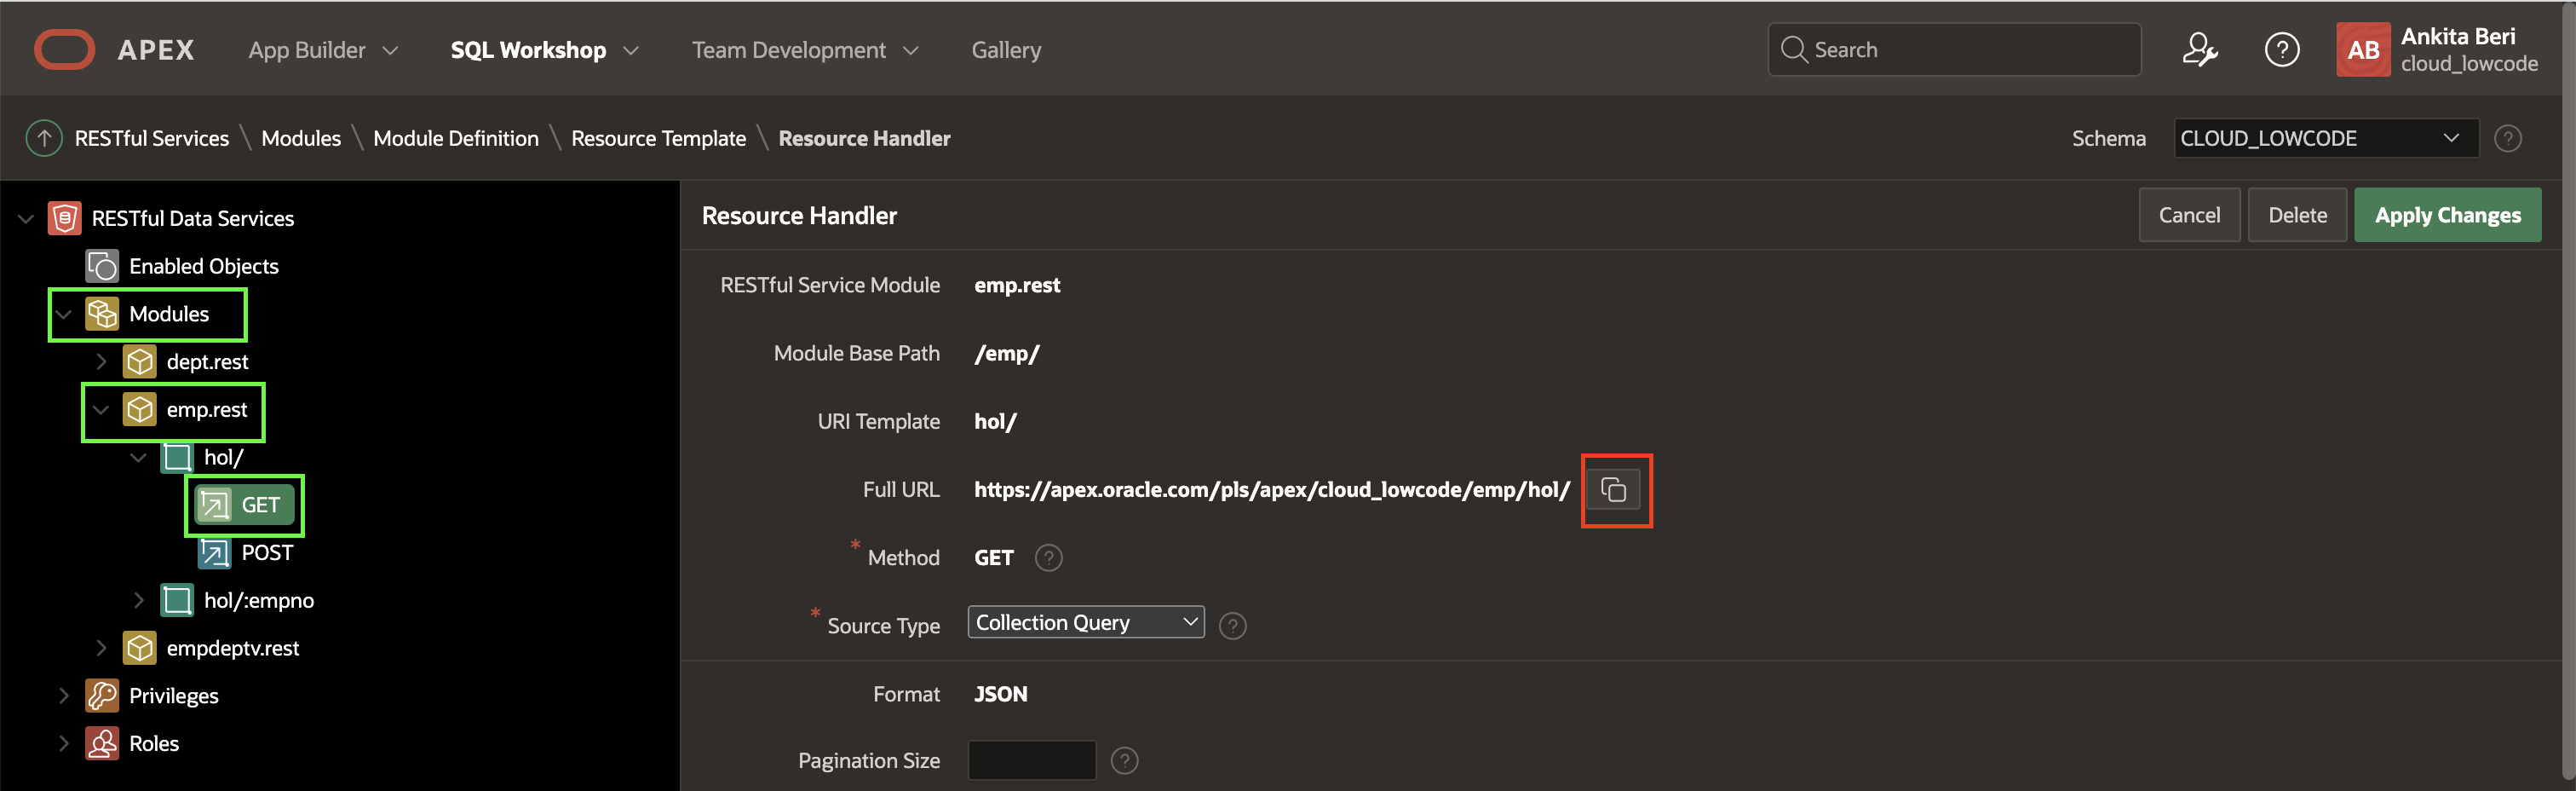 APEX App Builder SQL Workshop Team Development Gallery Search AB Ankita Beri
cloud_lowcode
RESTful Services \ Modules \ Module Definition \ Resource Template \ Resource Handler Schema CLOUD_LOWCODE
RESTful Data Services
Enabled Objects
Modules
dept.rest
emp.rest
hol/
GET
POST
hol/:empno
empdeptv.rest
Privileges
Roles
Resource Handler Cancel Delete Apply Changes
RESTful Service Module emp.rest
Module Base Path /emp/
URI Template hol/
Full URL https://apex.oracle.com/pls/apex/cloud_lowcode/emp/hol/
* Method GET
* Source Type Collection Query
Format JSON
Pagination Size